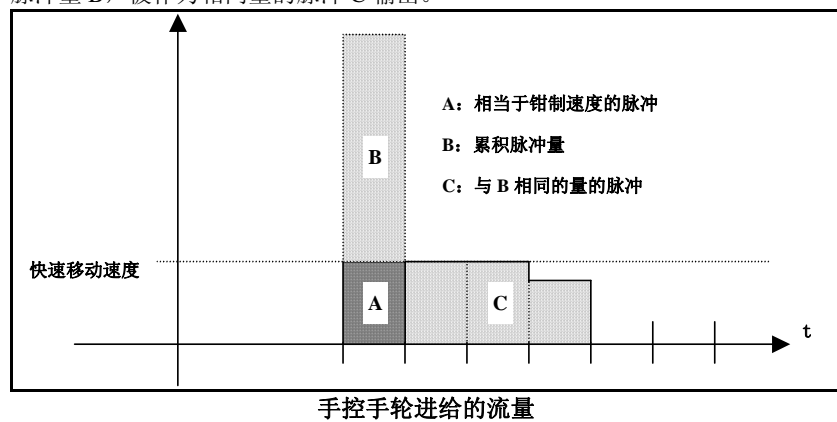 脉冲量 B，被作为相同量的脉冲 C 输出。
A：相当于钳制速度的脉冲
B：累积脉冲量
C：与 B 相同的量的脉冲
B
快速移动速度
A
C
t
手控手轮进给的流量